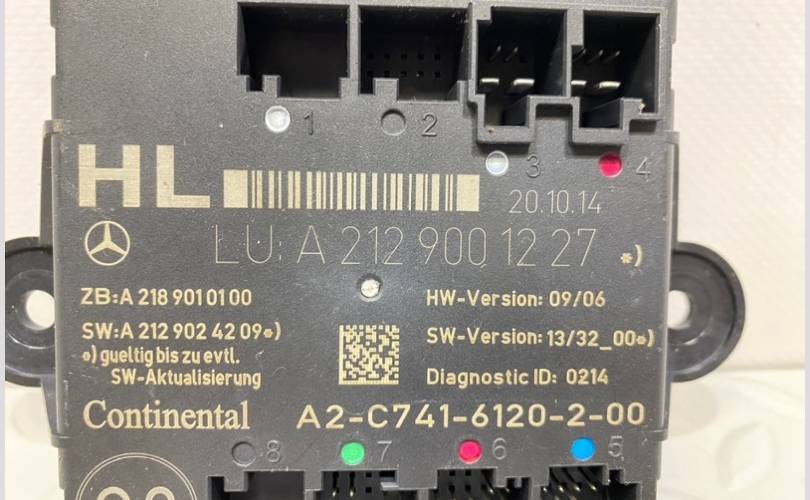 1 2
3 4
HL
20.10.14
LU: A 212 900 12 27 *)
ZB:A 218 901 01 00
HW-Version: 09/06
SW:A 212 902 42 09*)
SW-Version: 13/32_00*)
*) gueltig bis zu evtl.
SW-Aktualisierung
Diagnostic ID: 0214
Continental A2-C741-6120-2-00
8 7 6 5